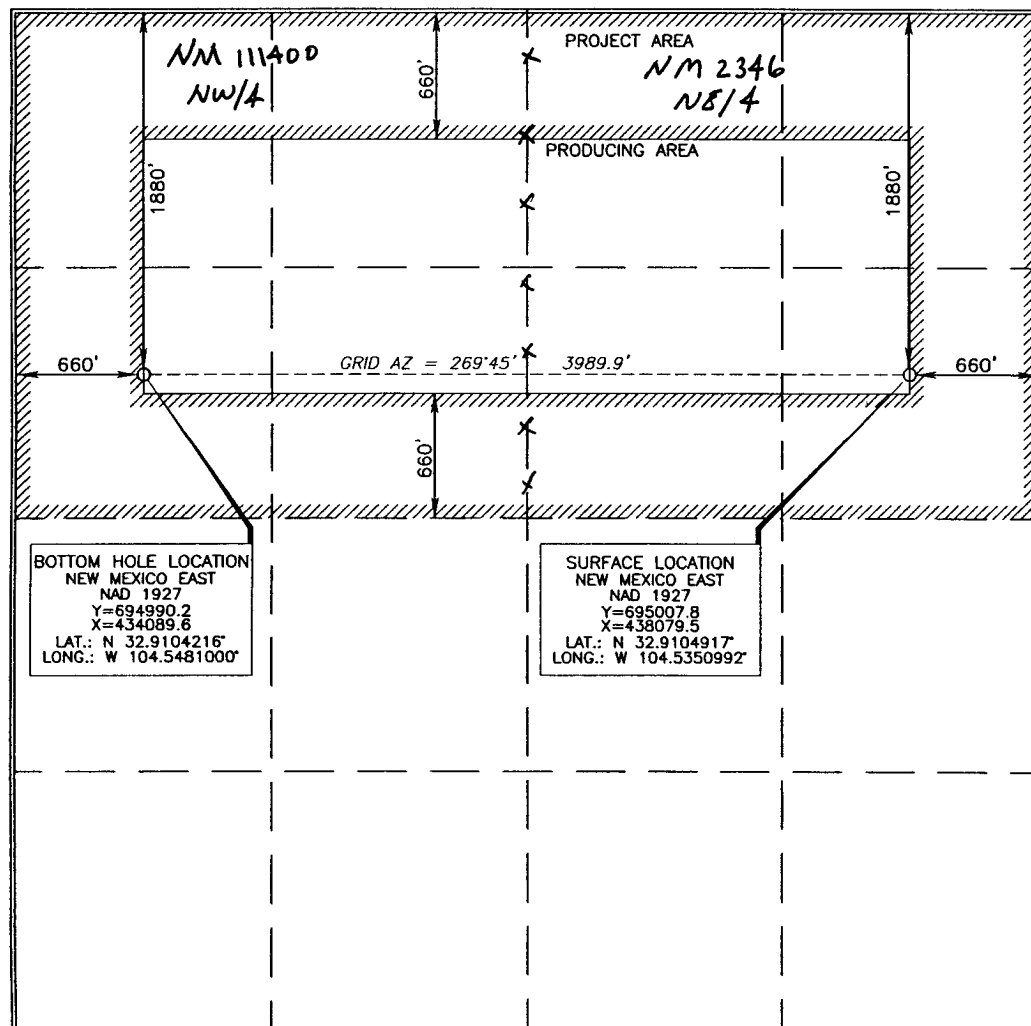 PROJECT AREA
NM 111400
NW/4
NM 2346
NE/4
660'
PRODUCING AREA
1880'
1880'
660'
GRID AZ = 269°45' 3989.9'
660'
660'
BOTTOM HOLE LOCATION
NEW MEXICO EAST
NAD 1927
Y=694990.2
X=434089.6
LAT.: N 32.9104216°
LONG.: W 104.5481000°
SURFACE LOCATION
NEW MEXICO EAST
NAD 1927
Y=695007.8
X=438079.5
LAT.: N 32.9104917°
LONG.: W 104.5350992°